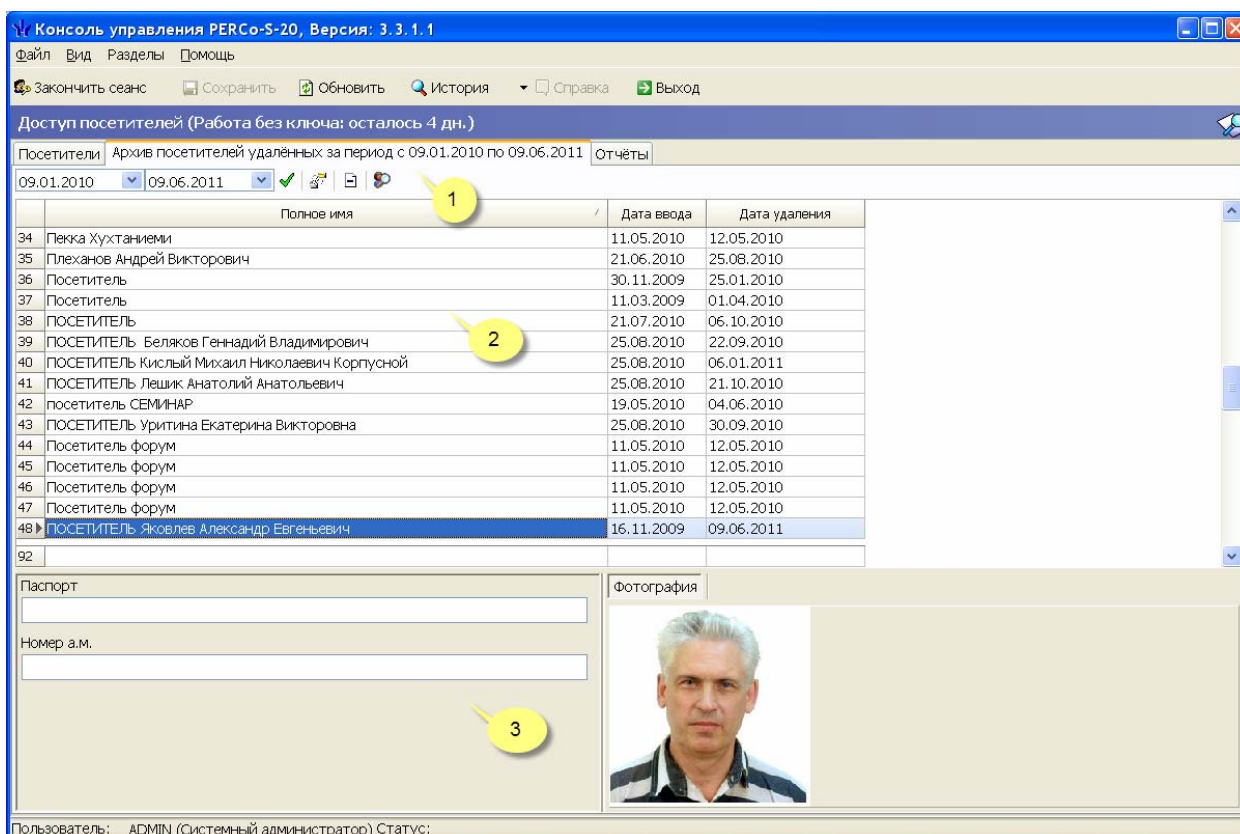 Консоль управления PERCo-S-20, Версия: 3.3.1.1
Файл Вид Разделы Помощь
Закончить сеанс Сохранить Обновить История Справка Выход
Доступ посетителей (Работа без ключа: осталось 4 дн.)
Посетители Архив посетителей удалённых за период с 09.01.2010 по 09.06.2011 Отчёты
09.01.2010 09.06.2011
1
Полное имя Дата ввода Дата удаления
34 Пекка Хухтаниеми 11.05.2010 12.05.2010
35 Плеханов Андрей Викторович 21.06.2010 25.08.2010
36 Посетитель 30.11.2009 25.01.2010
37 Посетитель 11.03.2009 01.04.2010
38 ПОСЕТИТЕЛЬ 21.07.2010 06.10.2010
39 ПОСЕТИТЕЛЬ Беляков Геннадий Владимирович 25.08.2010 22.09.2010
2
40 ПОСЕТИТЕЛЬ Кислый Михаил Николаевич Корпусной 25.08.2010 06.01.2011
41 ПОСЕТИТЕЛЬ Лешик Анатолий Анатольевич 25.08.2010 21.10.2010
42 посетитель СЕМИНАР 19.05.2010 04.06.2010
43 ПОСЕТИТЕЛЬ Уритина Екатерина Викторовна 25.08.2010 30.09.2010
44 Посетитель форум 11.05.2010 12.05.2010
45 Посетитель форум 11.05.2010 12.05.2010
46 Посетитель форум 11.05.2010 12.05.2010
47 Посетитель форум 11.05.2010 12.05.2010
48 ПОСЕТИТЕЛЬ Яковлев Александр Евгеньевич 16.11.2009 09.06.2011
92
Паспорт Фотография
Номер а.м.
3
Пользователь: ADMIN (Системный администратор) Статус: